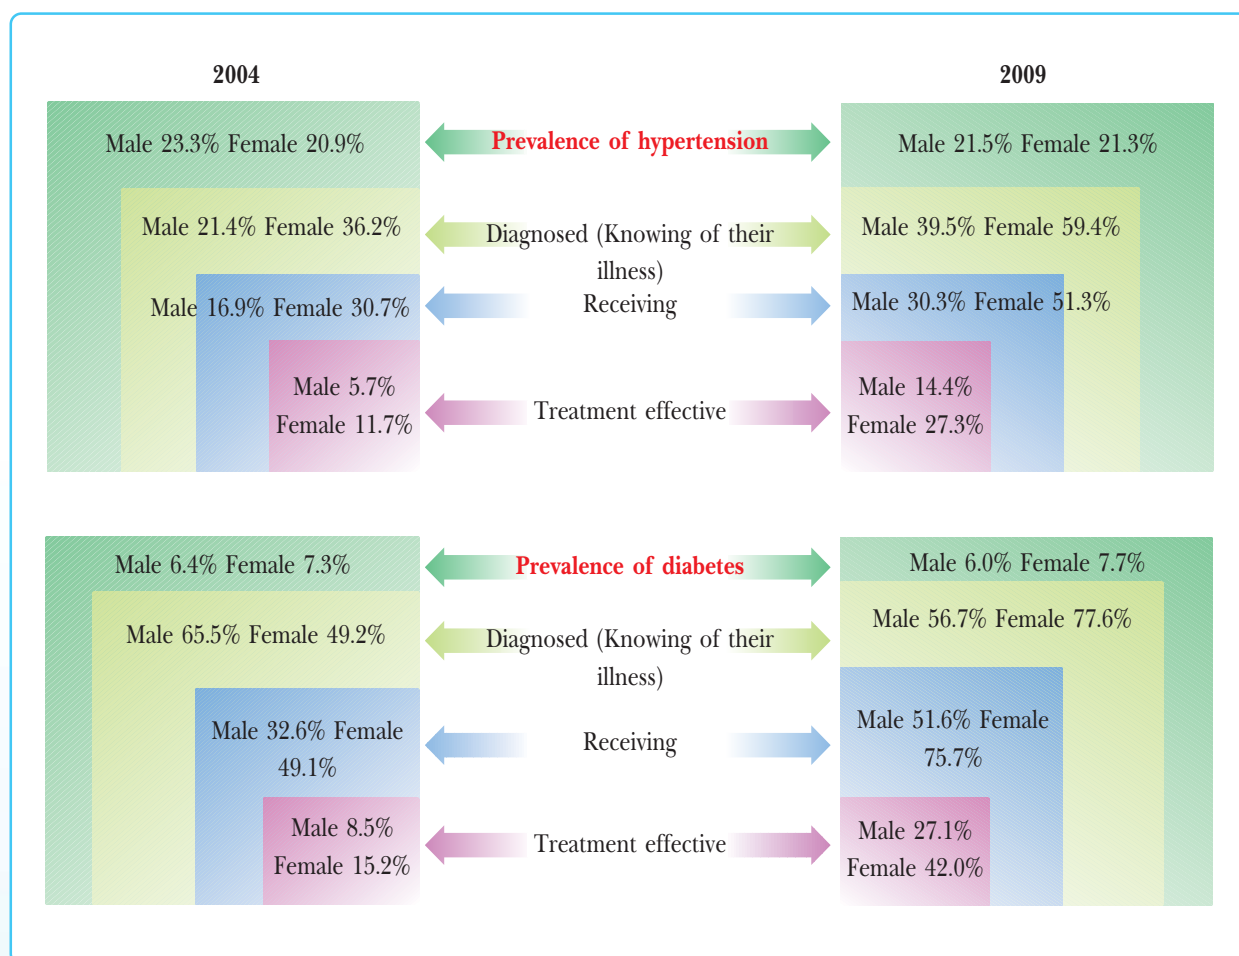 2004
2009
Male 23.3% Female 20.9%
Prevalence of hypertension
Male 21.5% Female 21.3%
Male 21.4% Female 36.2%
Diagnosed (Knowing of their
illness)
Male 39.5% Female 59.4%
Male 16.9% Female 30.7%
Receiving
Male 30.3% Female 51.3%
Male 5.7%
Female 11.7%
Treatment effective
Male 14.4%
Female 27.3%
Male 6.4% Female 7.3%
Prevalence of diabetes
Male 6.0% Female 7.7%
Male 65.5% Female 49.2%
Diagnosed (Knowing of their
illness)
Male 56.7% Female 77.6%
Male 32.6% Female
49.1%
Receiving
Male 51.6% Female
75.7%
Male 8.5%
Female 15.2%
Treatment effective
Male 27.1%
Female 42.0%